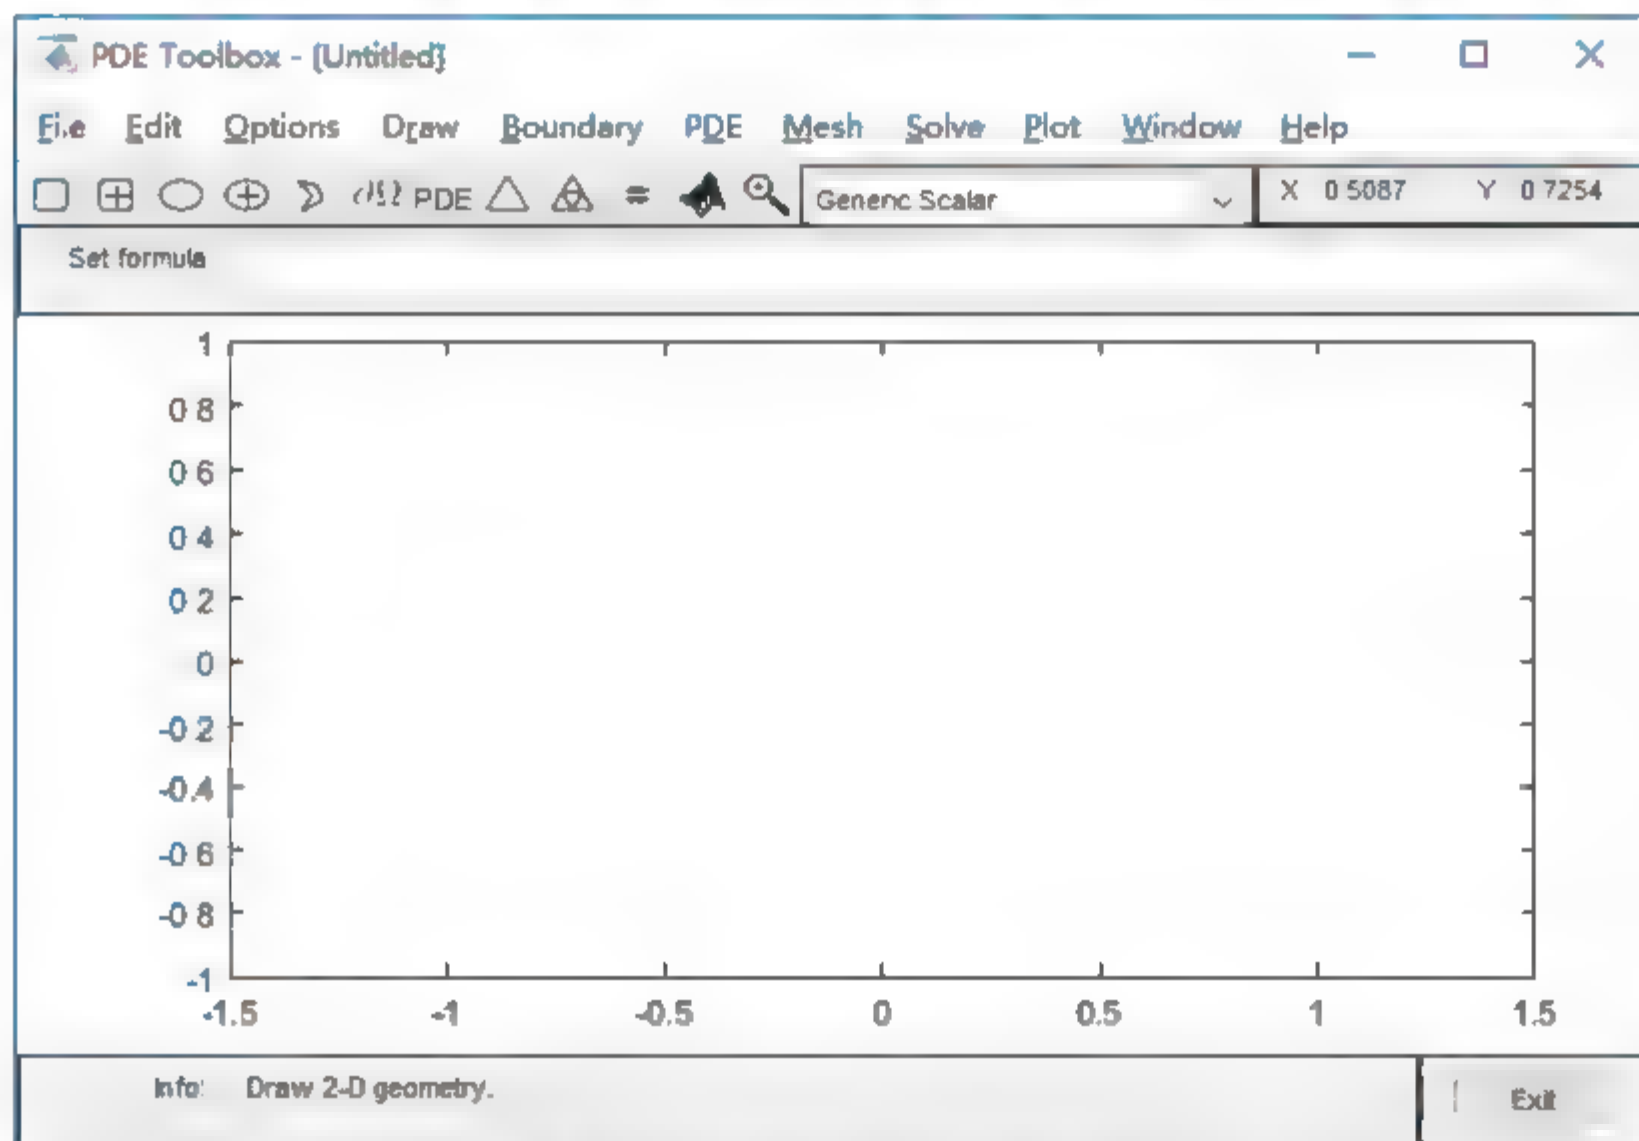 PDE Toolbox - [Untitled]
File Edit Options Draw Boundary PDE Mesh Solve Plot Window Help
PDE = Generic Scalar X 0.5087 Y 0.7254
Set formula
1
0.8
0.6
0.4
0.2
0
-0.2
-0.4
-0.6
-0.8
-1
-1.5 -1 -0.5 0 0.5 1 1.5
Info: Draw 2-D geometry. Exit